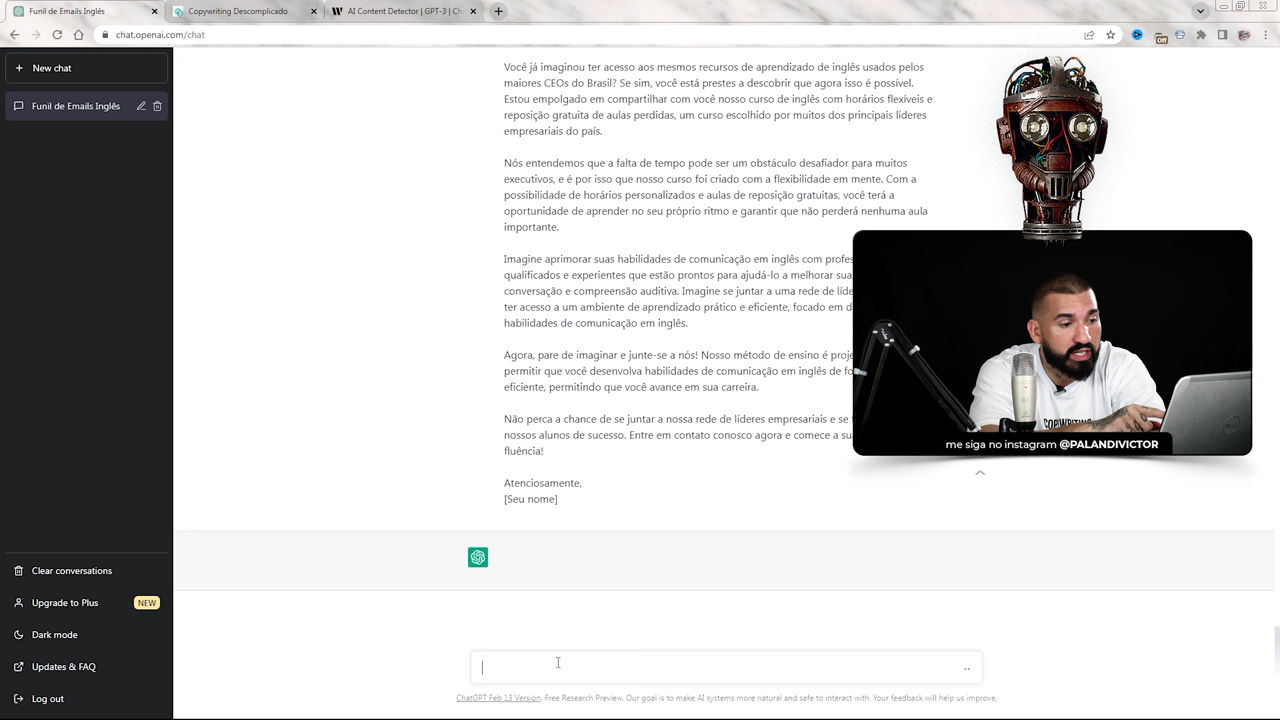 Funil de Emails Inglês
Copywriting Descomplicado
AI Content Detector | GPT-3 | Ch
chat.openai.com/chat
Off
New chat
Funil de Emails Inglês
Você já imaginou ter acesso aos mesmos recursos de aprendizado de inglês usados pelos
maiores CEOs do Brasil? Se sim, você está prestes a descobrir que agora isso é possível.
Estou empolgado em compartilhar com você nosso curso de inglês com horários flexíveis e
reposição gratuita de aulas perdidas, um curso escolhido por muitos dos principais líderes
empresariais do país.
Nós entendemos que a falta de tempo pode ser um obstáculo desafiador para muitos
executivos, e é por isso que nosso curso foi criado com a flexibilidade em mente. Com a
possibilidade de horários personalizados e aulas de reposição gratuitas, você terá a
oportunidade de aprender no seu próprio ritmo e garantir que não perderá nenhuma aula
importante.
Imagine aprimorar suas habilidades de comunicação em inglês com profes
qualificados e experientes que estão prontos para ajudá-lo a melhorar sua
conversação e compreensão auditiva. Imagine se juntar a uma rede de líde
ter acesso a um ambiente de aprendizado prático e eficiente, focado em d
habilidades de comunicação em inglês.
Agora, pare de imaginar e junte-se a nós! Nosso método de ensino é proje
permitir que você desenvolva habilidades de comunicação em inglês de fo
eficiente, permitindo que você avance em sua carreira.
Não perca a chance de se juntar a nossa rede de líderes empresariais e se
nossos alunos de sucesso. Entre em contato conosco agora e comece a sua
fluência!
Atenciosamente,
[Seu nome]
COPYWRITING
me siga no instagram @PALANDIVICTOR
Clear conversations
Upgrade to Plus NEW
Dark mode
Updates & FAQ
Log out
ChatGPT Feb 13 Version. Free Research Preview. Our goal is to make AI systems more natural and safe to interact with. Your feedback will help us improve.